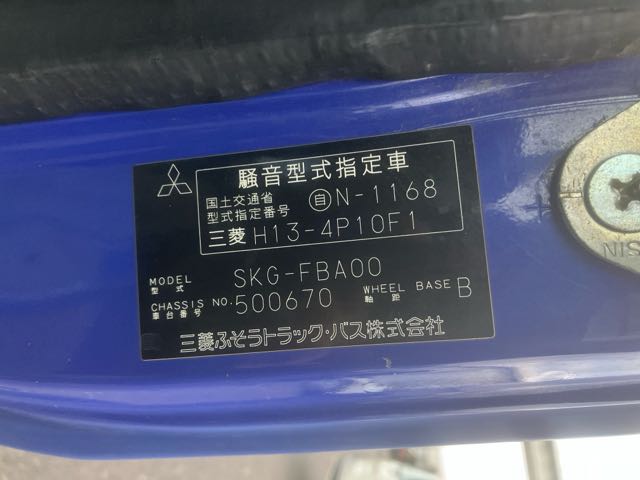 騒音型式指定車
国土交通省
型式指定番号 自N-1168
三菱 H13-4P10F1
MODEL
型式 SKG-FBA00
CHASSIS NO.
車台番号 500670 WHEEL BASE
軸距 B
三菱ふそうトラック・バス株式会社
NIS